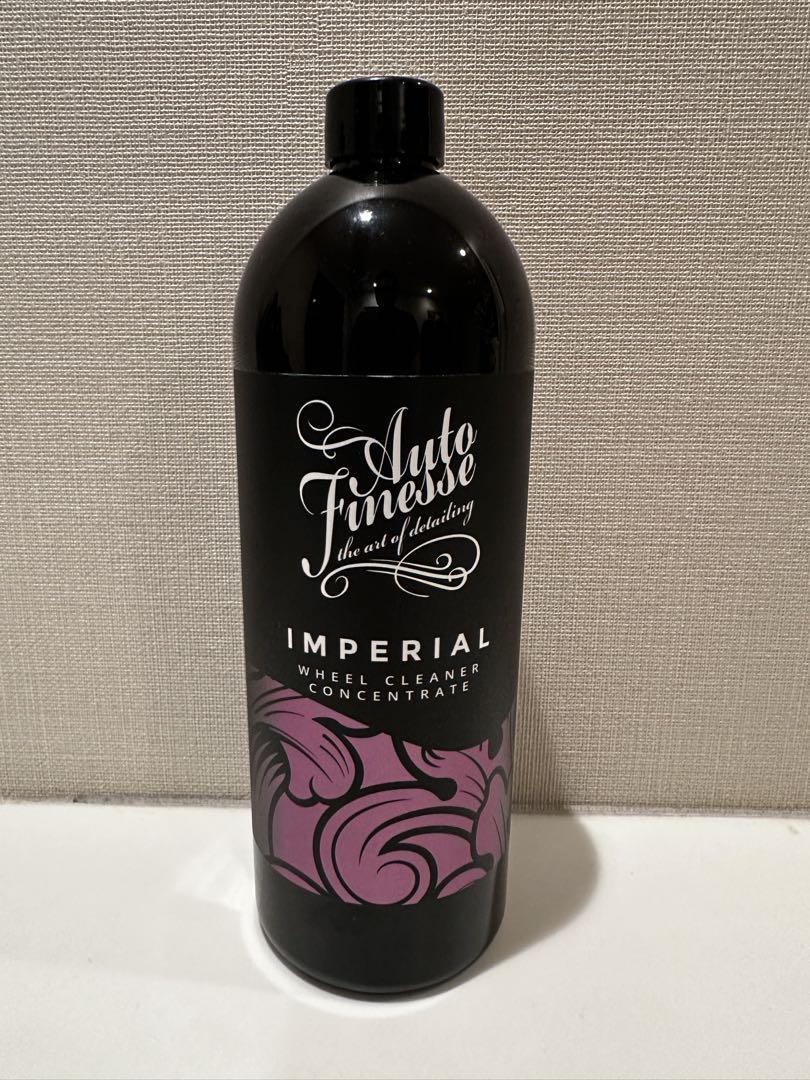 Auto
Finesse
the art of detailing
IMPERIAL
WHEEL CLEANER
CONCENTRATE